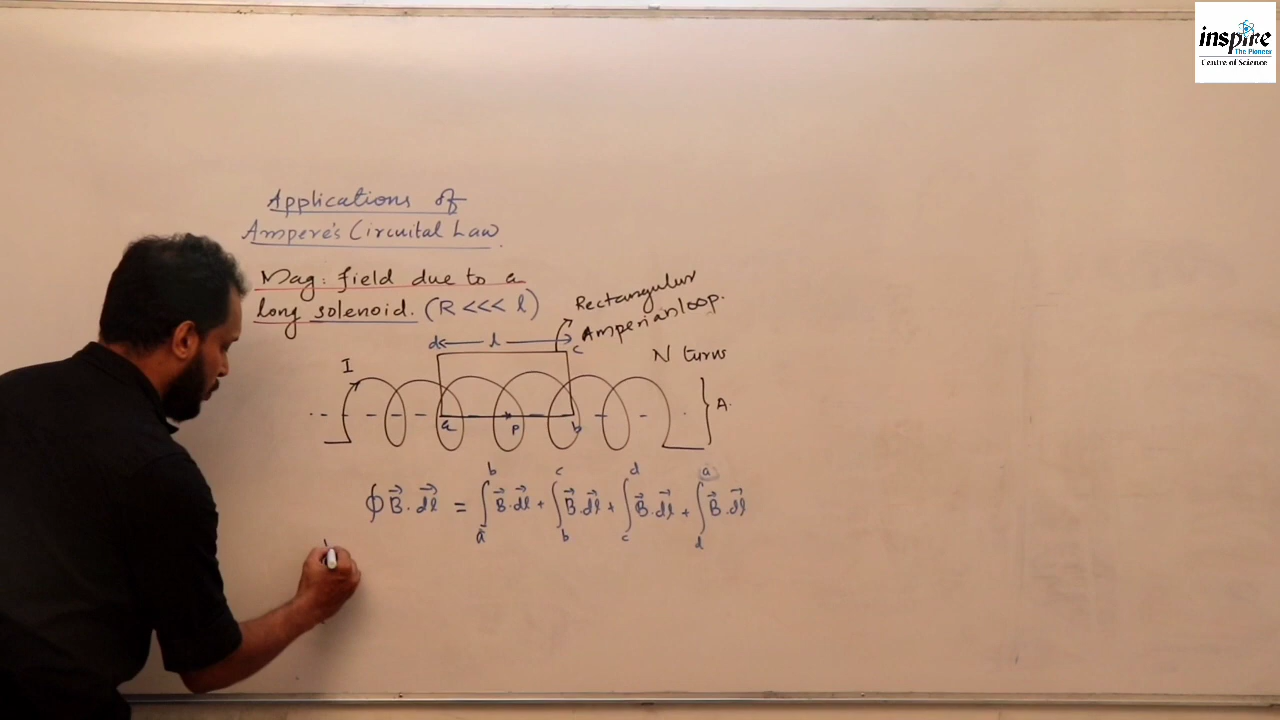 inspire
The Pioneer
Centre of Science
Applications of
Ampere's Circuital Law.
Mag. field due to a
long solenoid. (R <<< l)
Rectangular
Amperian loop.
d l c
N turns
I
A.
a P b
∮ B⃗ . dl⃗ = ∫ₐᵇ B⃗ . dl⃗ + ∫_b^c B⃗ . dl⃗ + ∫_c^d B⃗ . dl⃗ + ∫_d^a B⃗ . dl⃗